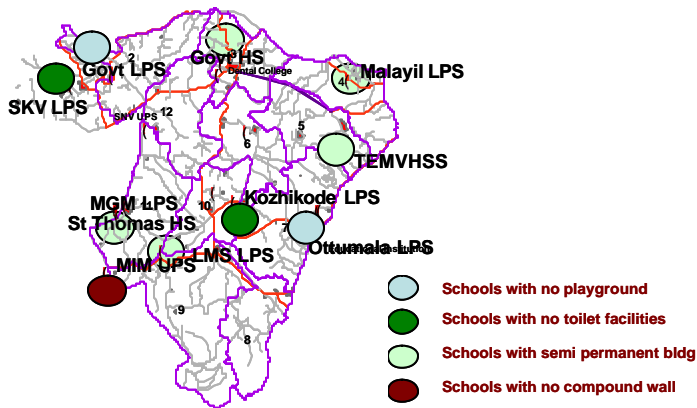 2
Govt LPS
SKV LPS
Govt HS
3
Dental College
Malayil LPS
4
SNV UPS
12
5
6
TEMVHSS
MGM LPS
St Thomas HS
Kozhikode LPS
10
7
Ottumala LPS
LMS LPS
MIM UPS
9
8
Schools with no playground
Schools with no toilet facilities
Schools with semi permanent bldg
Schools with no compound wall